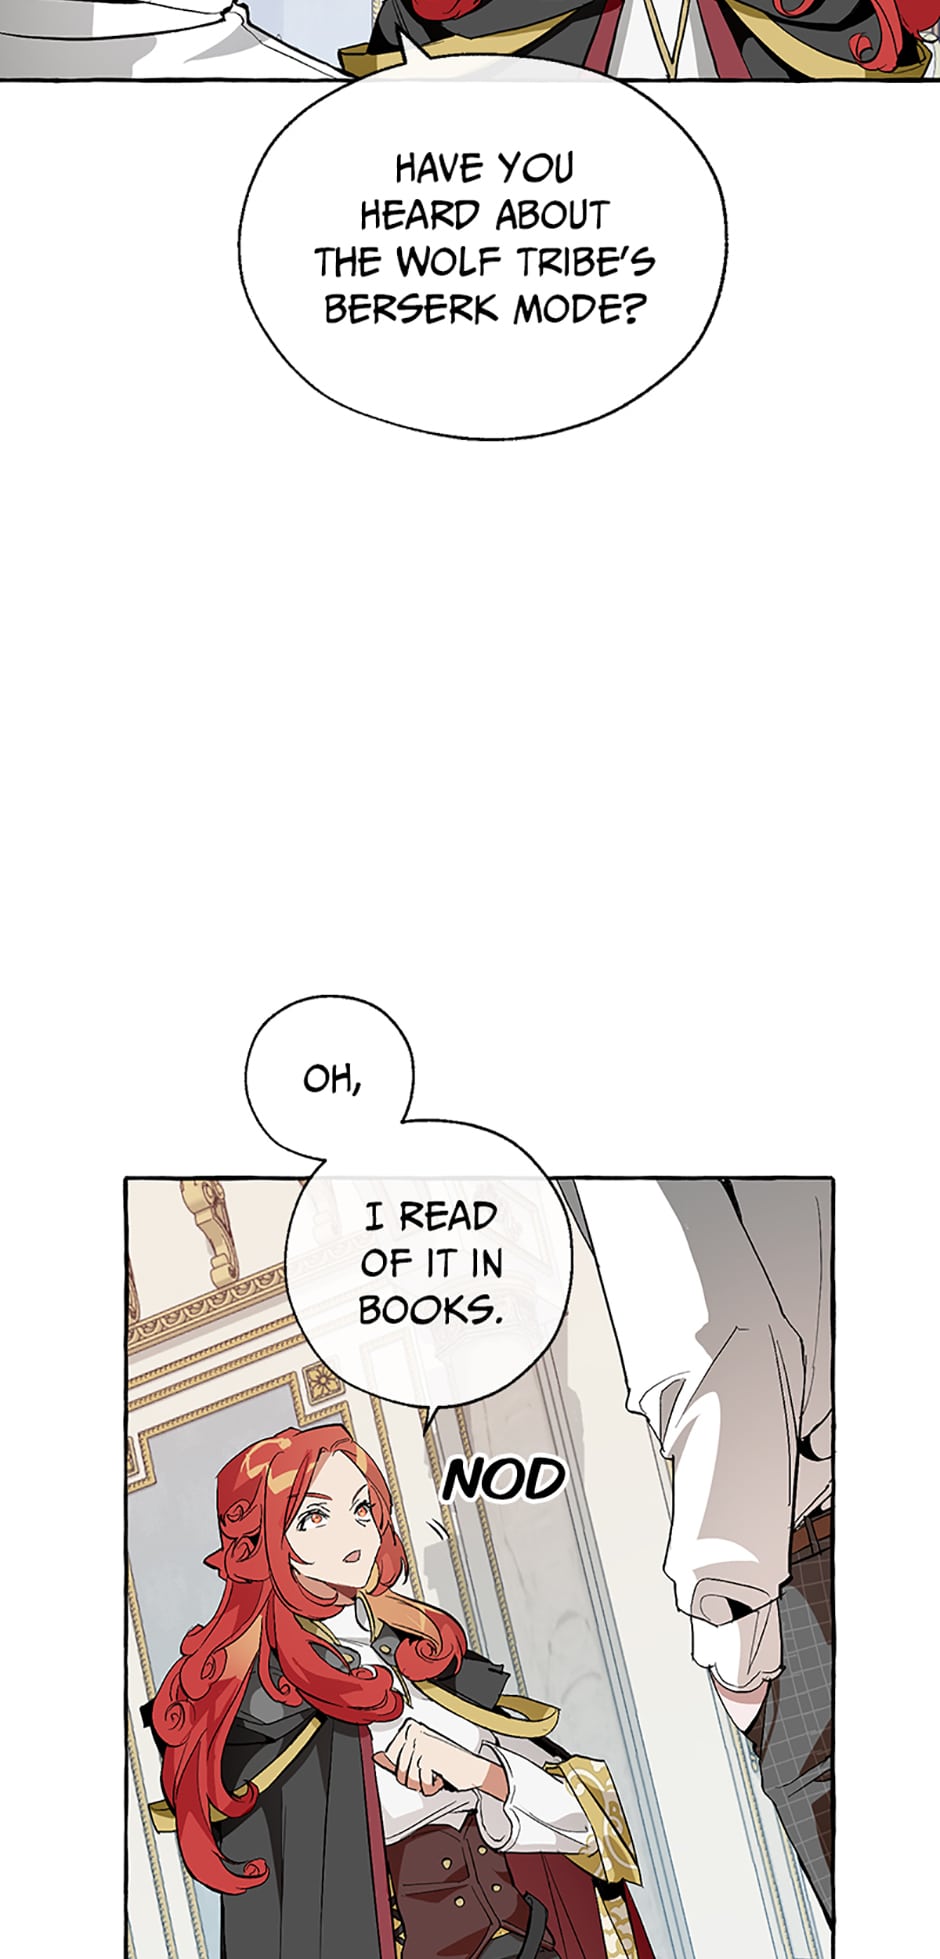 HAVE YOU
HEARD ABOUT
THE WOLF TRIBE'S
BERSERK MODE?
OH,
I READ
OF IT IN
BOOKS.
NOD